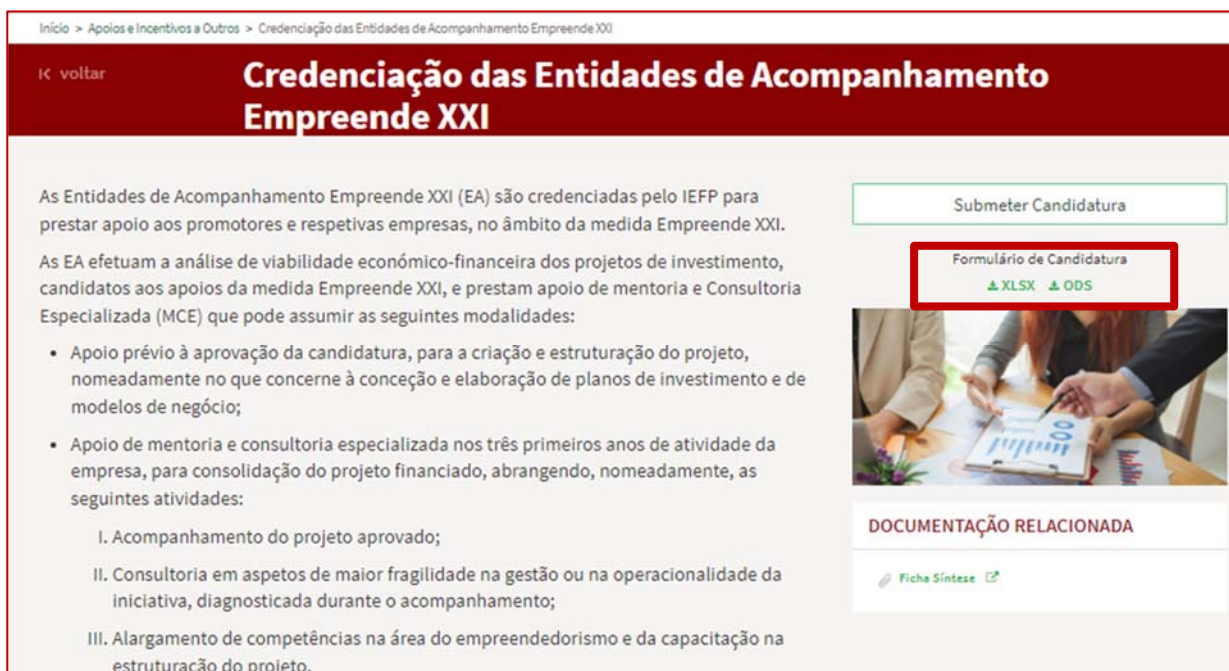 Início > Apoios e Incentivos a Outros > Credenciação das Entidades de Acompanhamento Empreende XXI
voltar
Credenciação das Entidades de Acompanhamento
Empreende XXI
As Entidades de Acompanhamento Empreende XXI (EA) são credenciadas pelo IEFP para
prestar apoio aos promotores e respetivas empresas, no âmbito da medida Empreende XXI.
As EA efetuam a análise de viabilidade económico-financeira dos projetos de investimento,
candidatos aos apoios da medida Empreende XXI, e prestam apoio de mentoria e Consultoria
Especializada (MCE) que pode assumir as seguintes modalidades:
• Apoio prévio à aprovação da candidatura, para a criação e estruturação do projeto,
nomeadamente no que concerne à conceção e elaboração de planos de investimento e de
modelos de negócio;
• Apoio de mentoria e consultoria especializada nos três primeiros anos de atividade da
empresa, para consolidação do projeto financiado, abrangendo, nomeadamente, as
seguintes atividades:
I. Acompanhamento do projeto aprovado;
II. Consultoria em aspetos de maior fragilidade na gestão ou na operacionalidade da
iniciativa, diagnosticada durante o acompanhamento;
III. Alargamento de competências na área do empreendedorismo e da capacitação na
estruturação do projeto.
Submeter Candidatura
Formulário de Candidatura
XLSX ODS
DOCUMENTAÇÃO RELACIONADA
Ficha Síntese